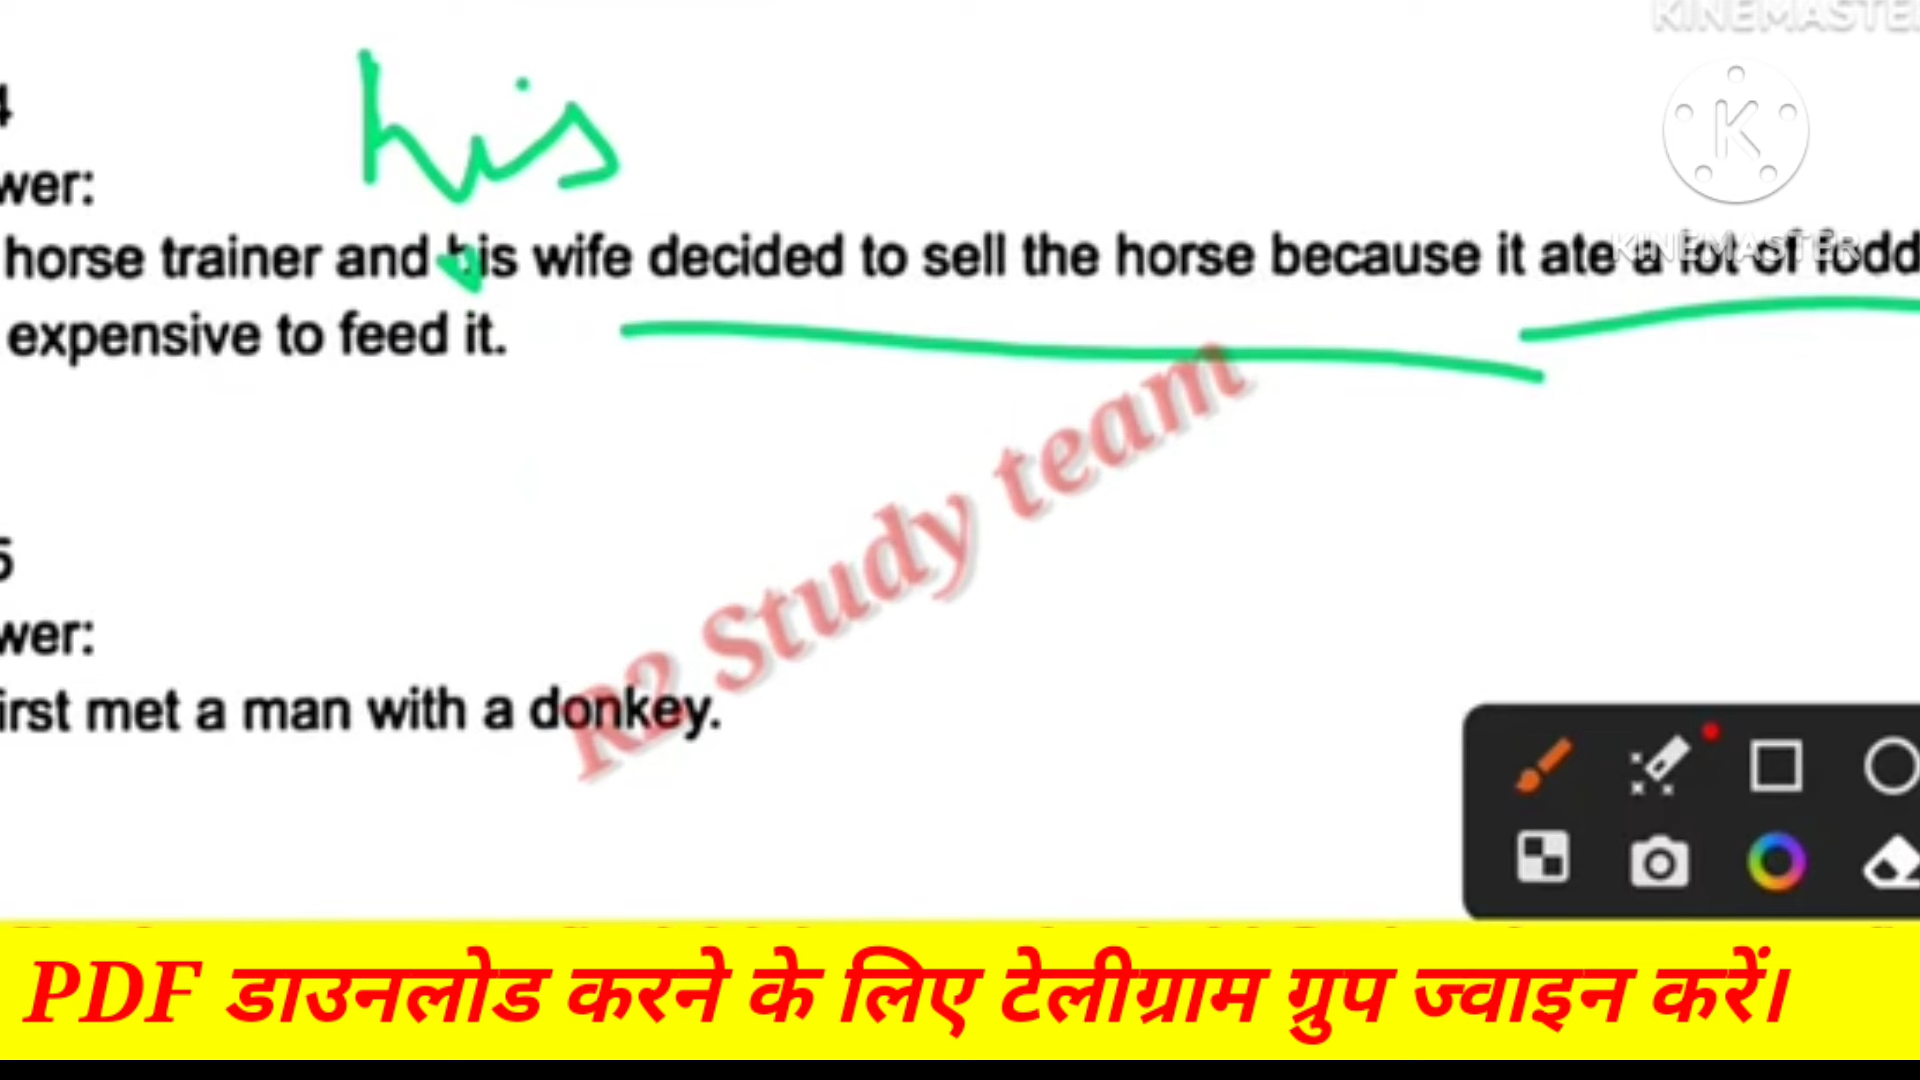 KINEMASTER
his
4
wer:
horse trainer and his wife decided to sell the horse because it ate a lot of fodd
KINEMASTER
expensive to feed it.
R2 Study team
5
wer:
irst met a man with a donkey.
PDF डाउनलोड करने के लिए टेलीग्राम ग्रुप ज्वाइन करें।